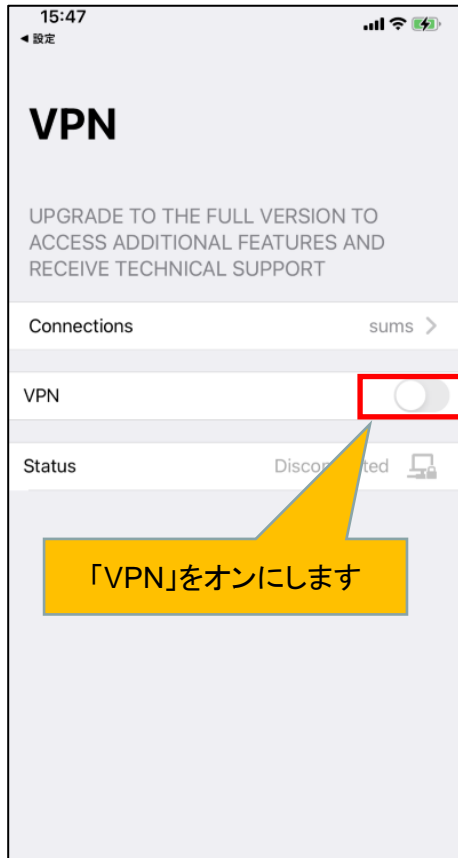 15:47
◀ 設定
VPN
UPGRADE TO THE FULL VERSION TO
ACCESS ADDITIONAL FEATURES AND
RECEIVE TECHNICAL SUPPORT
Connections sums >
VPN
Status
「VPN」をオンにします